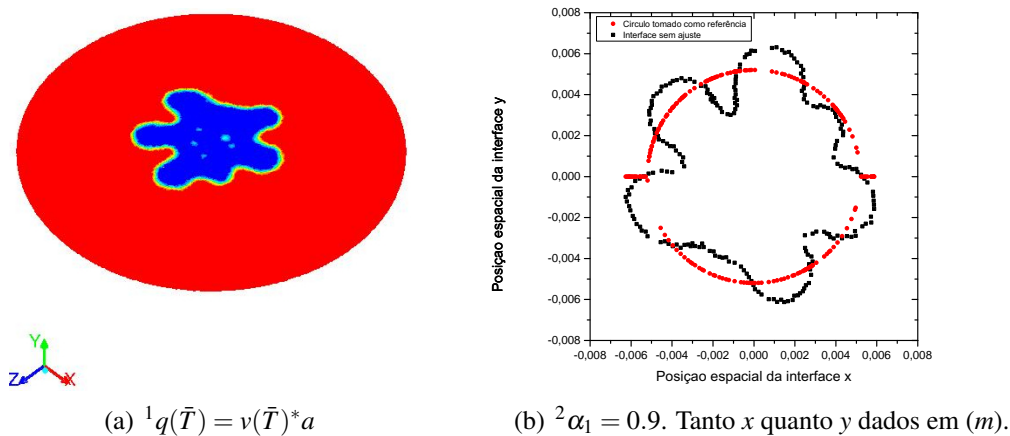 Y
Z
X
0,008
0,006
0,004
0,002
0,000
-0,002
-0,004
-0,006
-0,008
Posiçao espacial da interface y
Circulo tomado como referência
Interface sem ajuste
-0,008 -0,006 -0,004 -0,002 0,000 0,002 0,004 0,006 0,008
Posiçao espacial da interface x
(a) ¹q(T̄) = v(T̄)*a
(b) ²α₁ = 0.9. Tanto x quanto y dados em (m).